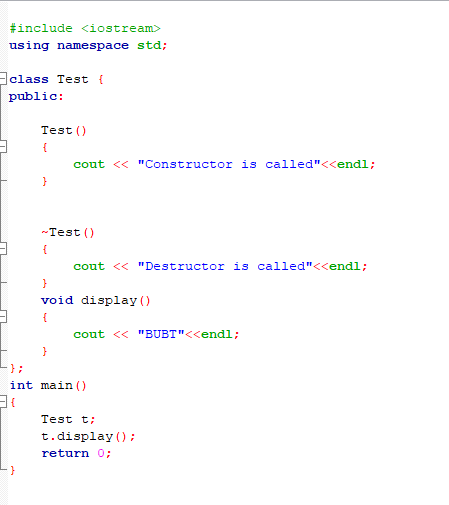 #include <iostream>
using namespace std;
class Test {
public:
Test()
{
cout << "Constructor is called"<<endl;
}
~Test()
{
cout << "Destructor is called"<<endl;
}
void display()
{
cout << "BUBT"<<endl;
}
};
int main()
{
Test t;
t.display();
return 0;
}